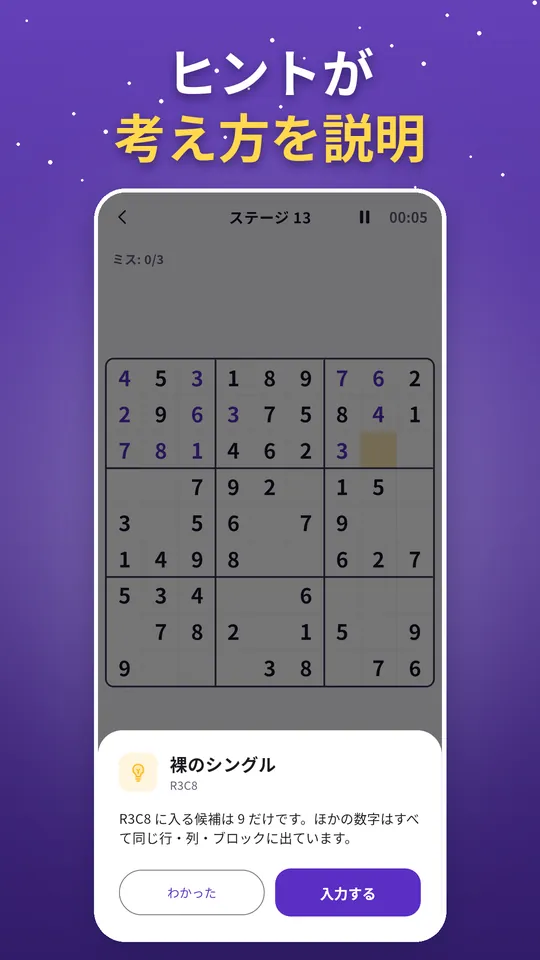 ヒントが
考え方を説明
ステージ 13
00:05
ミス: 0/3
4 5 3 1 8 9 7 6 2
2 9 6 3 7 5 8 4 1
7 8 1 4 6 2 3
7 9 2 1 5
3 5 6 7 9
1 4 9 8 6 2 7
5 3 4 6
7 8 2 1 5 9
9 3 8 7 6
裸のシングル
R3C8
R3C8 に入る候補は 9 だけです。ほかの数字はすべ
て同じ行・列・ブロックに出ています。
わかった
入力する